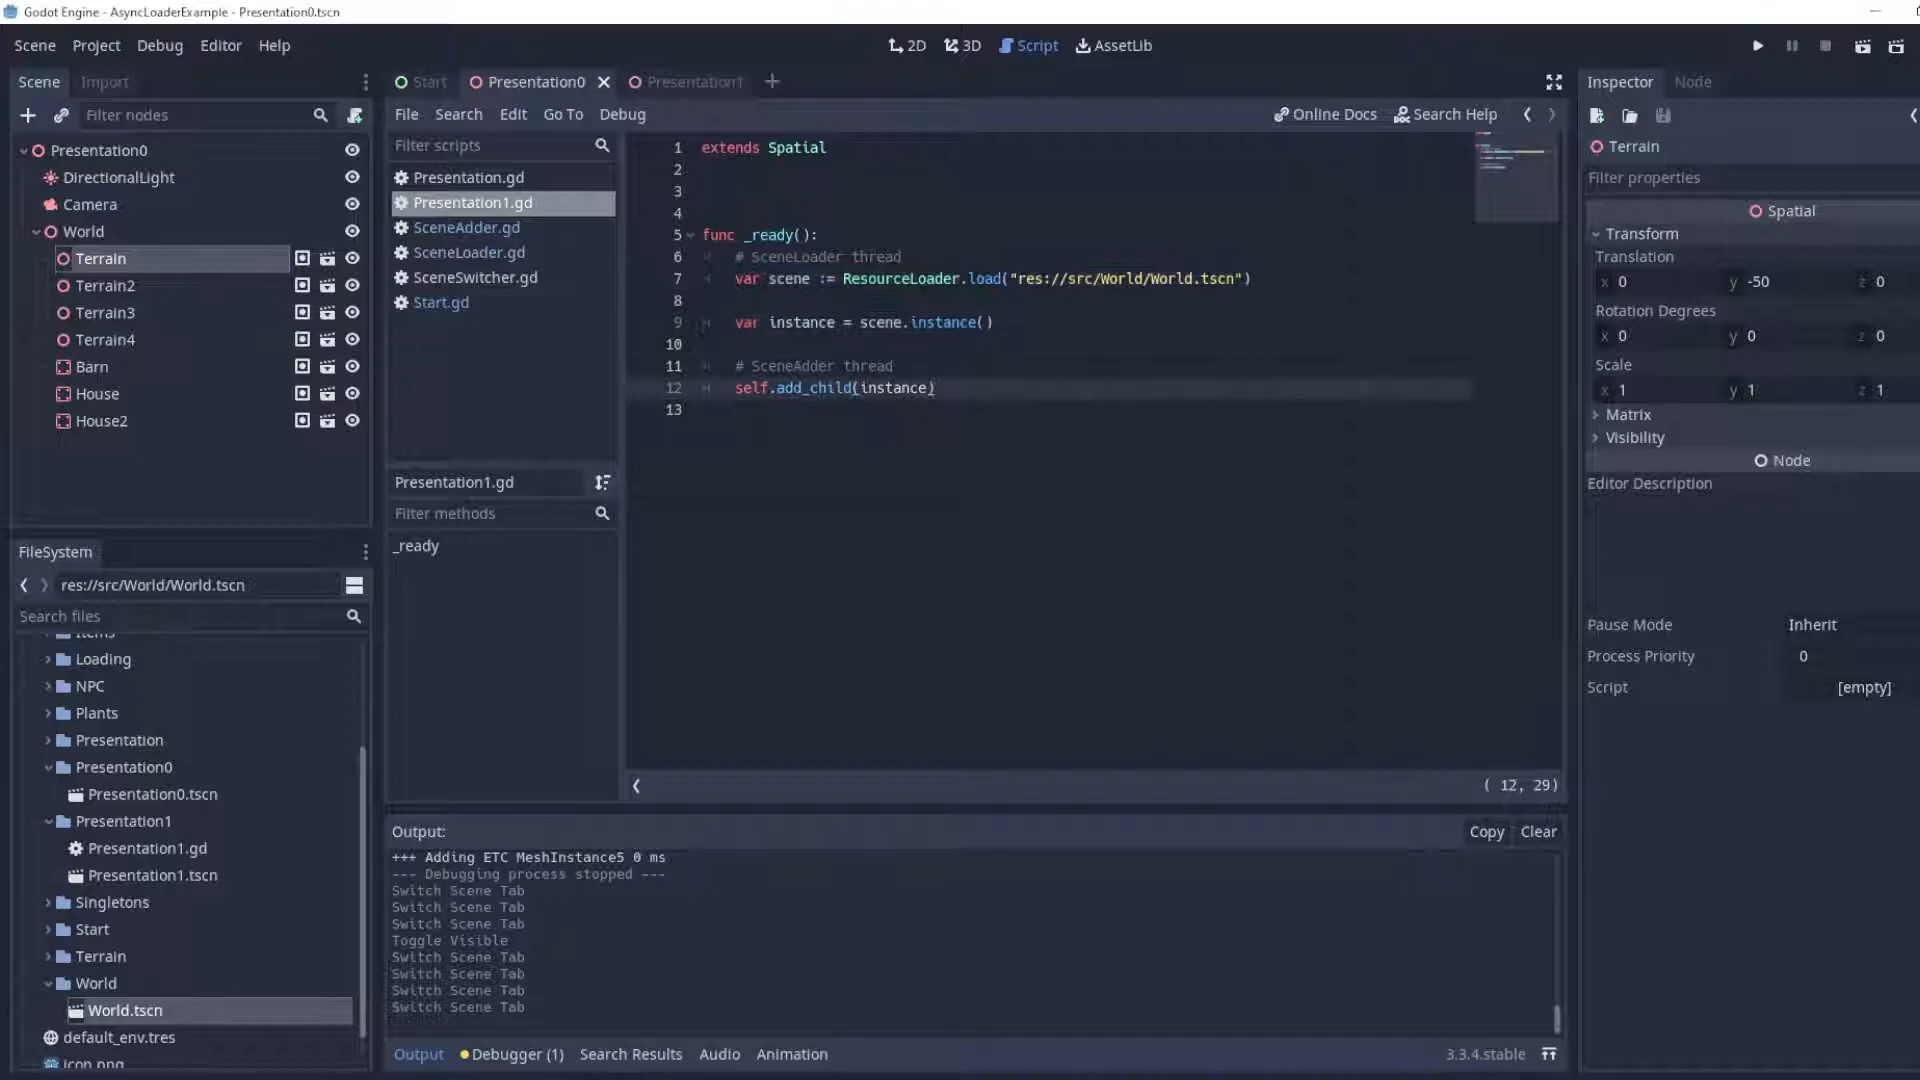 Godot Engine - AsyncLoaderExample - Presentation0.tscn
Scene Project Debug Editor Help
2D 3D Script AssetLib
Scene Import
Start Presentation0 Presentation1
Inspector Node
Filter nodes
File Search Edit Go To Debug
Online Docs Search Help
Presentation0
DirectionalLight
Camera
World
Terrain
Terrain2
Terrain3
Terrain4
Barn
House
House2
Filter scripts
Presentation.gd
Presentation1.gd
SceneAdder.gd
SceneLoader.gd
SceneSwitcher.gd
Start.gd
Presentation1.gd
Filter methods
_ready
1 extends Spatial
2
3
4
5 func _ready():
6 # SceneLoader thread
7 var scene := ResourceLoader.load("res://src/World/World.tscn")
8
9 var instance = scene.instance()
10
11 # SceneAdder thread
12 self.add_child(instance)
13
( 12, 29)
Terrain
Filter properties
Spatial
Transform
Translation
x 0 y -50 z 0
Rotation Degrees
x 0 y 0 z 0
Scale
x 1 y 1 z 1
Matrix
Visibility
Node
Editor Description
Pause Mode Inherit
Process Priority 0
Script [empty]
FileSystem
res://src/World/World.tscn
Search files
Items
Loading
NPC
Plants
Presentation
Presentation0
Presentation0.tscn
Presentation1
Presentation1.gd
Presentation1.tscn
Singletons
Start
Terrain
World
World.tscn
default_env.tres
icon.png
Output:
Copy Clear
+++ Adding ETC MeshInstance5 0 ms
--- Debugging process stopped ---
Switch Scene Tab
Switch Scene Tab
Switch Scene Tab
Toggle Visible
Switch Scene Tab
Switch Scene Tab
Switch Scene Tab
Switch Scene Tab
Output Debugger (1) Search Results Audio Animation
3.3.4.stable